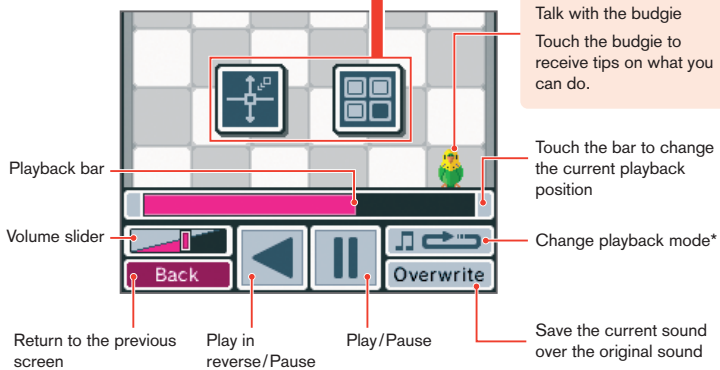 Talk with the budgie
Touch the budgie to
receive tips on what you
can do.
Playback bar
Touch the bar to change
the current playback
position
Volume slider
Change playback mode*
Back
Overwrite
Return to the previous
screen
Play in
reverse/Pause
Play/Pause
Save the current sound
over the original sound